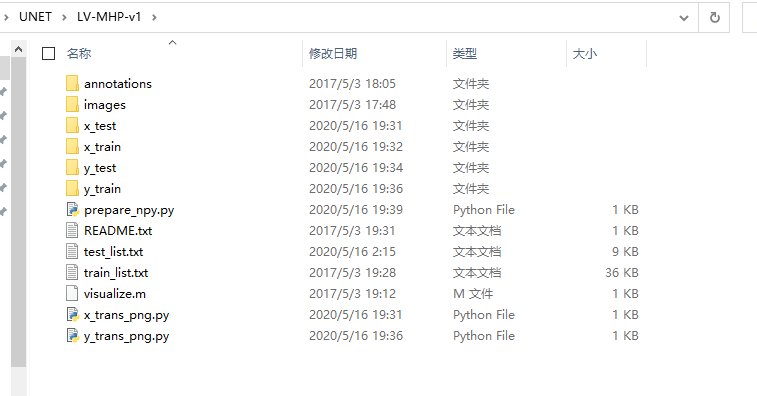 UNET > LV-MHP-v1 >
名称 修改日期 类型 大小
annotations 2017/5/3 18:05 文件夹
images 2017/5/3 17:48 文件夹
x_test 2020/5/16 19:31 文件夹
x_train 2020/5/16 19:32 文件夹
y_test 2020/5/16 19:34 文件夹
y_train 2020/5/16 19:36 文件夹
prepare_npy.py 2020/5/16 19:39 Python File 1 KB
README.txt 2017/5/3 19:31 文本文档 1 KB
test_list.txt 2020/5/16 2:15 文本文档 9 KB
train_list.txt 2017/5/3 19:28 文本文档 36 KB
visualize.m 2017/5/3 19:12 M 文件 1 KB
x_trans_png.py 2020/5/16 19:31 Python File 1 KB
y_trans_png.py 2020/5/16 19:36 Python File 1 KB